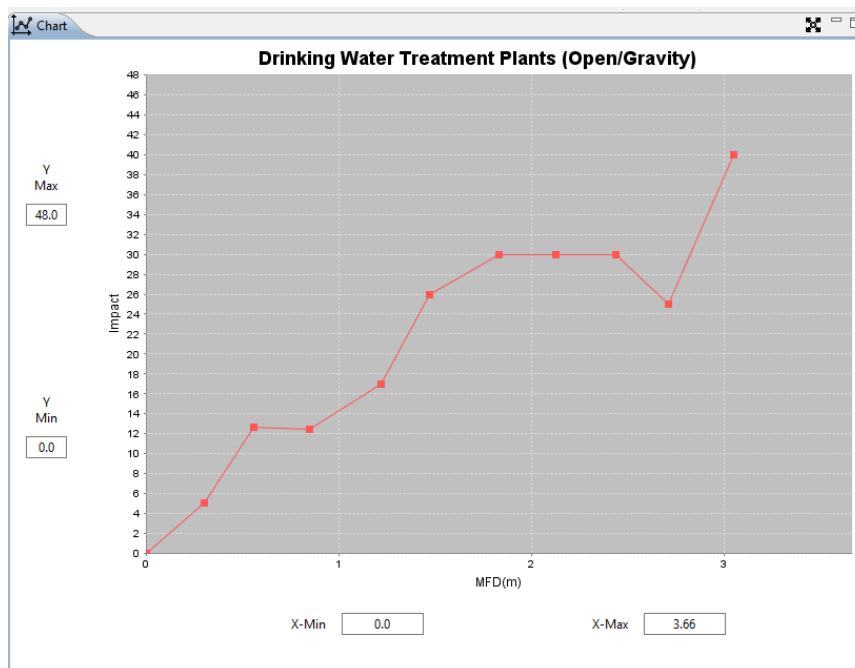 Chart
Drinking Water Treatment Plants (Open/Gravity)
Y
Max
48.0
Y
Min
0.0
Impact
48
46
44
42
40
38
36
34
32
30
28
26
24
22
20
18
16
14
12
10
8
6
4
2
0
0 1 2 3
MFD(m)
X-Min 0.0 X-Max 3.66